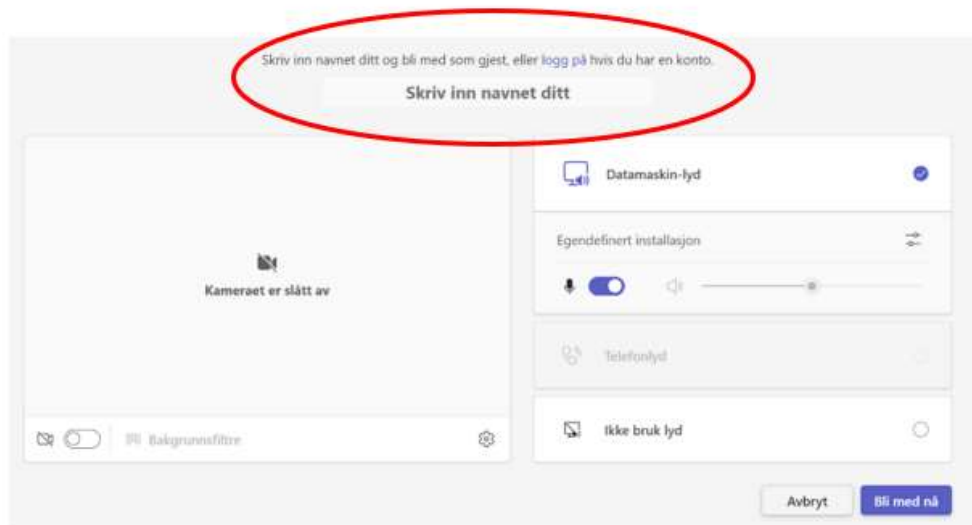 Skriv inn navnet ditt og bli med som gjest, eller logg på hvis du har en konto.
Skriv inn navnet ditt
Kameraet er slått av
Bakgrunnsfiltre
Datamaskin-lyd
Egendefinert installasjon
Telefonlyd
Ikke bruk lyd
Avbryt
Bli med nå